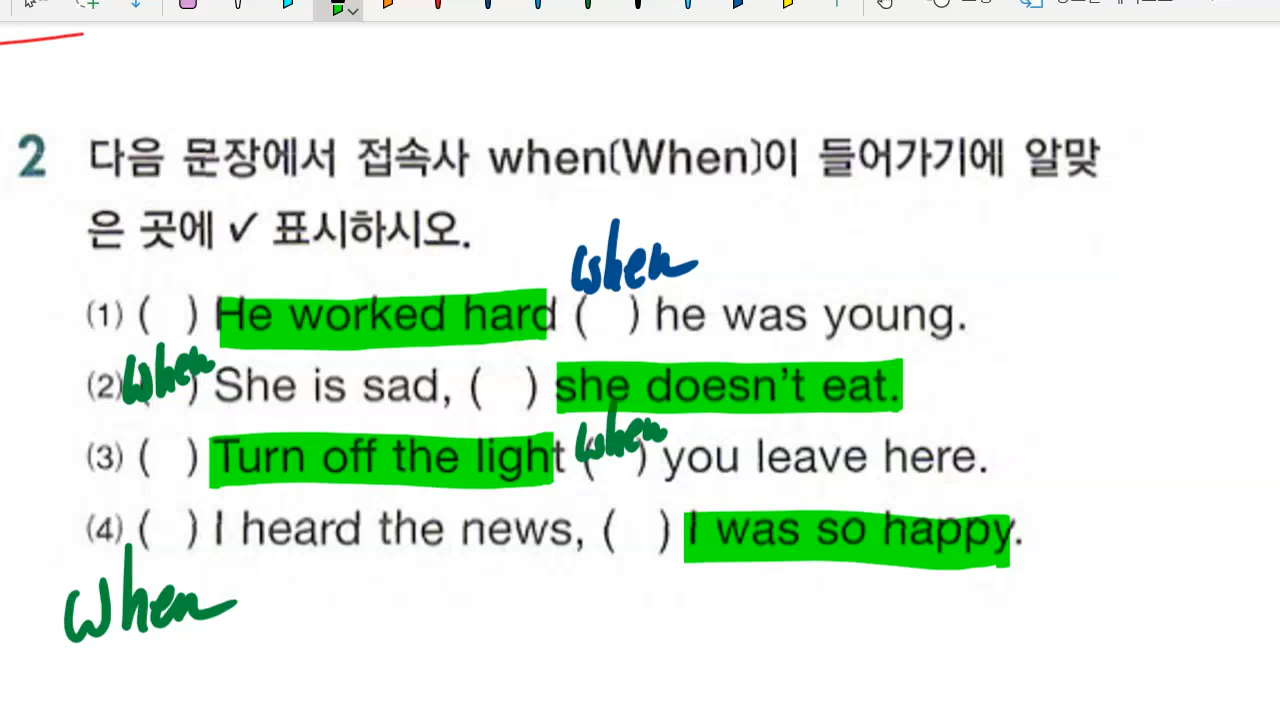 2 다음 문장에서 접속사 when(When)이 들어가기에 알맞
은 곳에 ✓ 표시하시오.
when
(1) ( ) He worked hard ( ) he was young.
(2) when ) She is sad, ( ) she doesn't eat.
(3) ( ) Turn off the light ( when ) you leave here.
(4) ( ) I heard the news, ( ) I was so happy.
when